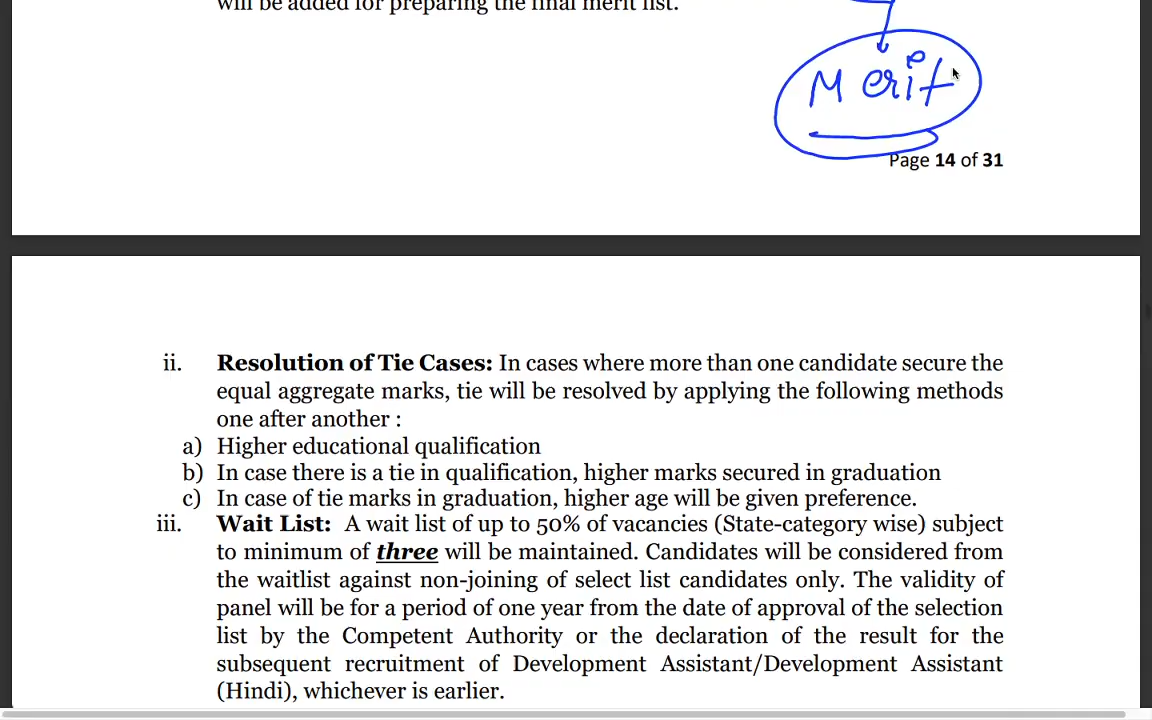 will be added for preparing the final merit list.
Merit
Page 14 of 31
ii. Resolution of Tie Cases: In cases where more than one candidate secure the
equal aggregate marks, tie will be resolved by applying the following methods
one after another :
a) Higher educational qualification
b) In case there is a tie in qualification, higher marks secured in graduation
c) In case of tie marks in graduation, higher age will be given preference.
iii. Wait List: A wait list of up to 50% of vacancies (State-category wise) subject
to minimum of three will be maintained. Candidates will be considered from
the waitlist against non-joining of select list candidates only. The validity of
panel will be for a period of one year from the date of approval of the selection
list by the Competent Authority or the declaration of the result for the
subsequent recruitment of Development Assistant/Development Assistant
(Hindi), whichever is earlier.